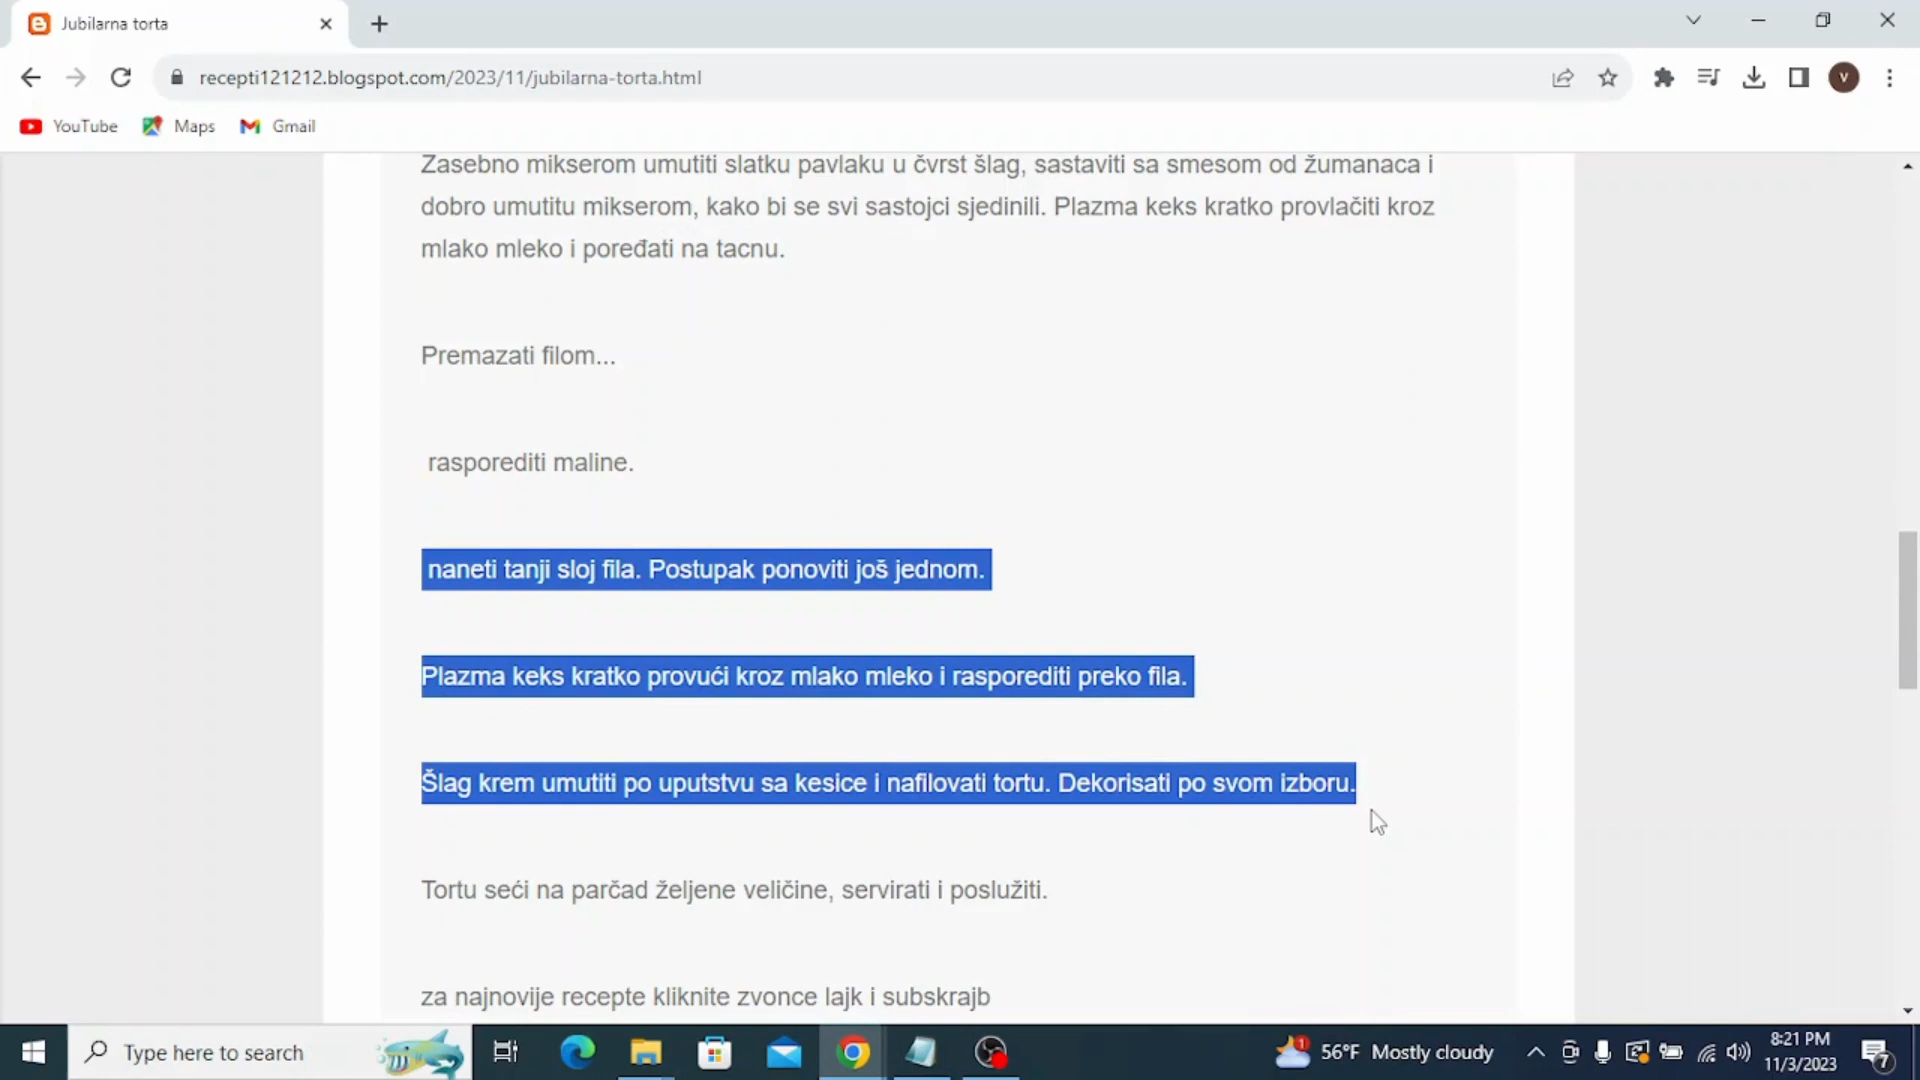 Jubilarna torta
recepti121212.blogspot.com/2023/11/jubilarna-torta.html
V
YouTube
Maps
Gmail
Zasebno mikserom umutiti slatku pavlaku u čvrst šlag, sastaviti sa smesom od žumanaca i
dobro umutitu mikserom, kako bi se svi sastojci sjedinili. Plazma keks kratko provlačiti kroz
mlako mleko i poređati na tacnu.
Premazati filom...
rasporediti maline.
naneti tanji sloj fila. Postupak ponoviti još jednom.
Plazma keks kratko provući kroz mlako mleko i rasporediti preko fila.
Šlag krem umutiti po uputstvu sa kesice i nafilovati tortu. Dekorisati po svom izboru.
Tortu seći na parčad željene veličine, servirati i poslužiti.
za najnovije recepte kliknite zvonce lajk i subskrajb
Type here to search
1
56°F Mostly cloudy
8:21 PM
11/3/2023
7